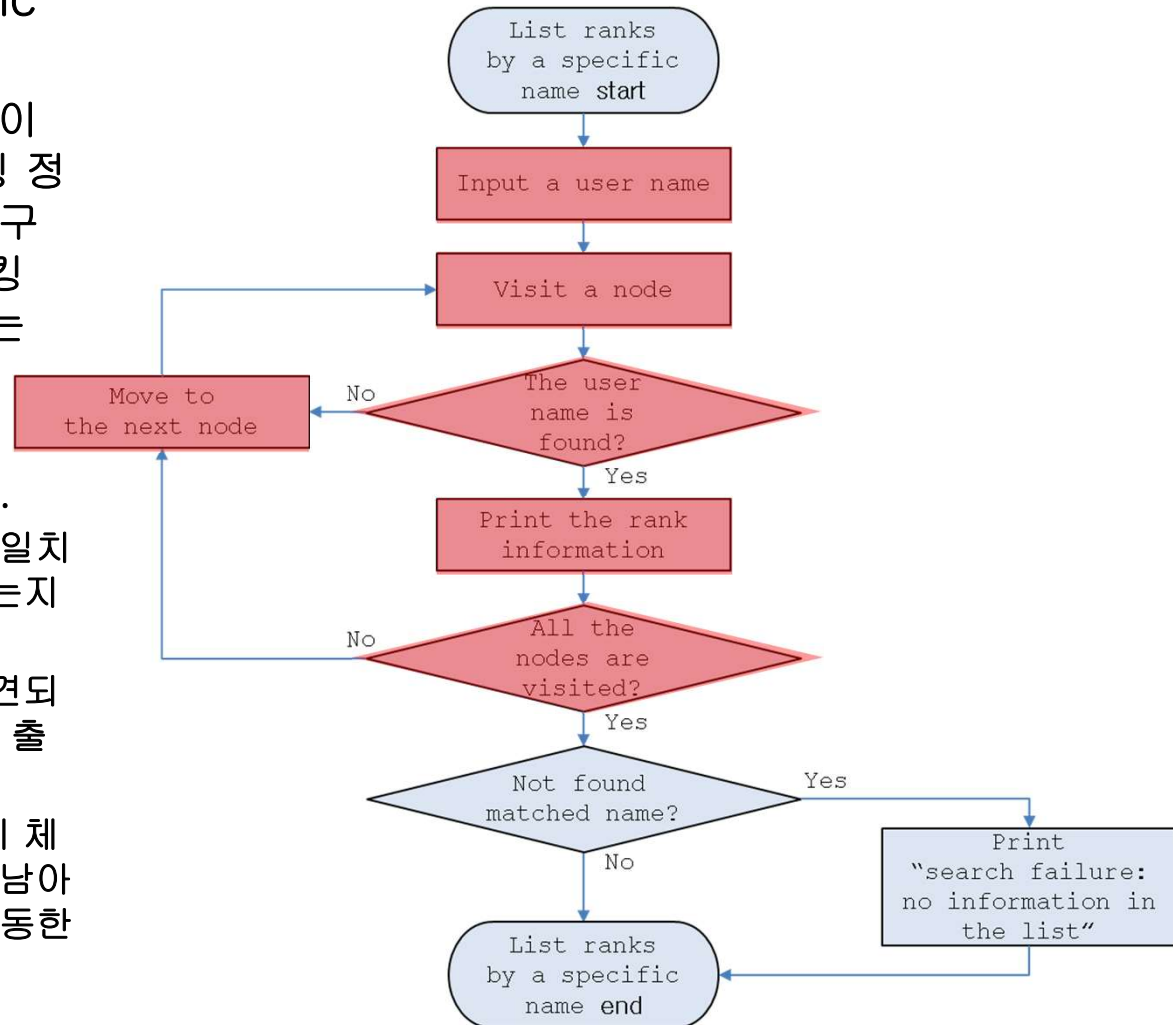 이
정
구
킹
는
.
일치
는지
견되
출
체
남아
동한
List ranks
by a specific
name start
Input a user name
Visit a node
Move to
the next node
No
The user
name is
found?
Yes
Print the rank
information
No
All the
nodes are
visited?
Yes
Not found
matched name?
Yes
No
Print
“search failure:
no information in
the list”
List ranks
by a specific
name end